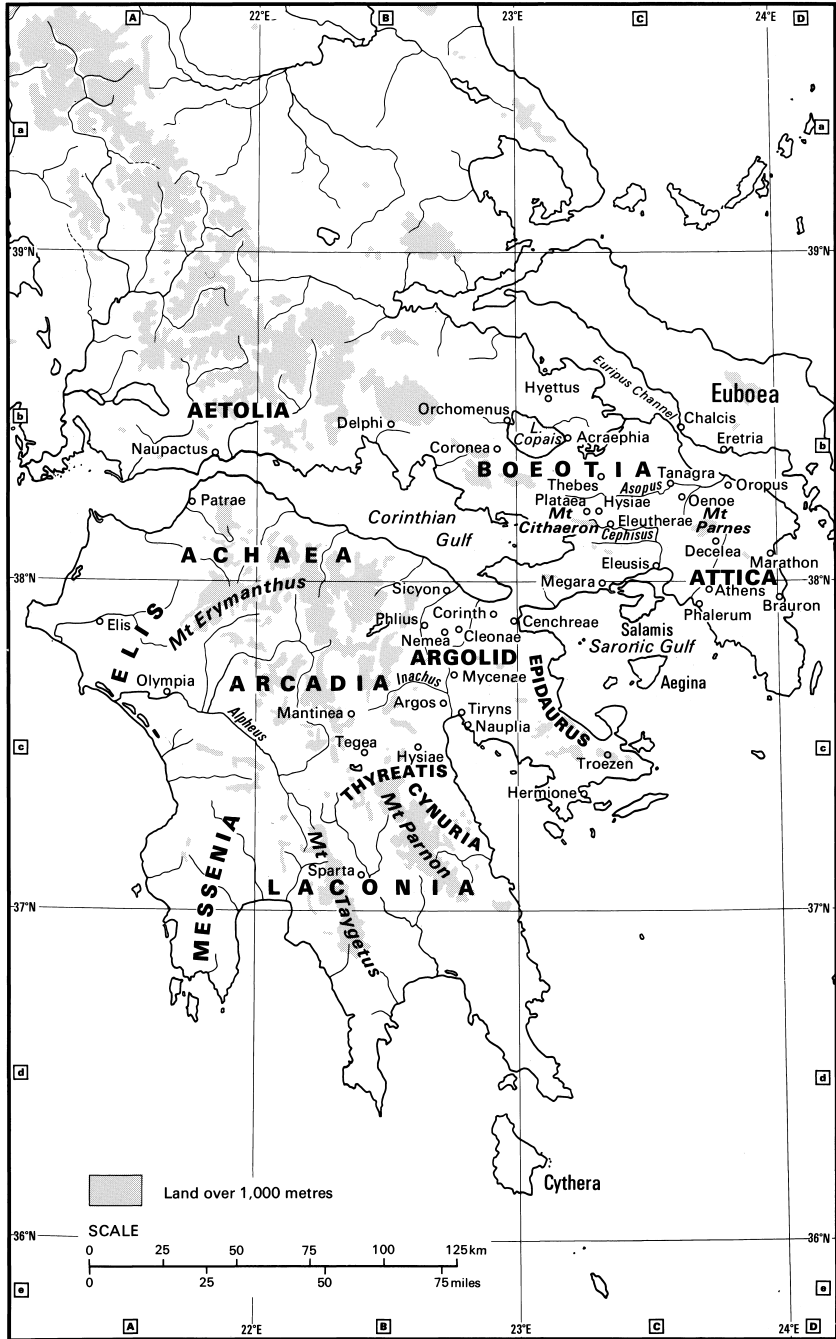 A
22°E
B
23°E
C
24°E
D
a
a
39°N
39°N
Hyettus
Euripus Channel
Euboea
AETOLIA
Orchomenus
b
Delphi
L.
Copais
Acraephia
Chalcis
Eretria
b
Naupactus
Coronea
BOEOTIA
Tanagra
Thebes
Asopus
Oropus
Patrae
Plataea
Hysiae
Oenoe
Corinthian
Gulf
Mt
Cithaeron
Eleutherae
Mt
Parnes
Cephisus
Decelea
ACHAEA
Eleusis
Marathon
38°N
Megara
ATTICA
38°N
Mt Erymanthus
Sicyon
Athens
Brauron
Elis
ELIS
Phlius
Corinth
Cenchreae
Phalerum
Nemea
Cleonae
Salamis
Saronic Gulf
ARGOLID
Olympia
ARCADIA
Inachus
Mycenae
EPIDAURUS
Aegina
Alpheus
Mantinea
Argos
Tiryns
Nauplia
c
Tegea
Hysiae
Troezen
c
THYREATIS
CYNURIA
Hermione
Mt Parnon
MESSENIA
Mt Taygetus
Sparta
LACONIA
37°N
37°N
d
d
Cythera
Land over 1,000 metres
SCALE
36°N
36°N
0 25 50 75 100 125 km
0 25 50 75 miles
e
e
A
22°E
B
23°E
C
24°E
D